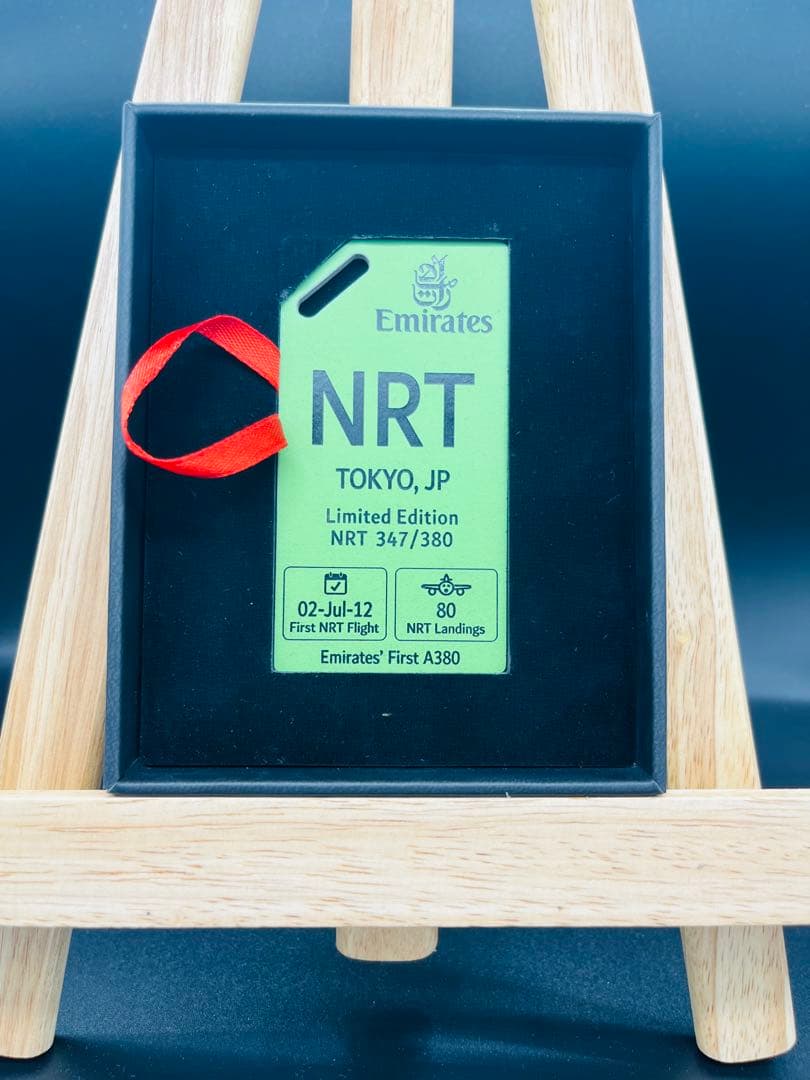 Emirates
NRT
TOKYO, JP
Limited Edition
NRT 347/380
02-Jul-12
First NRT Flight
80
NRT Landings
Emirates' First A380